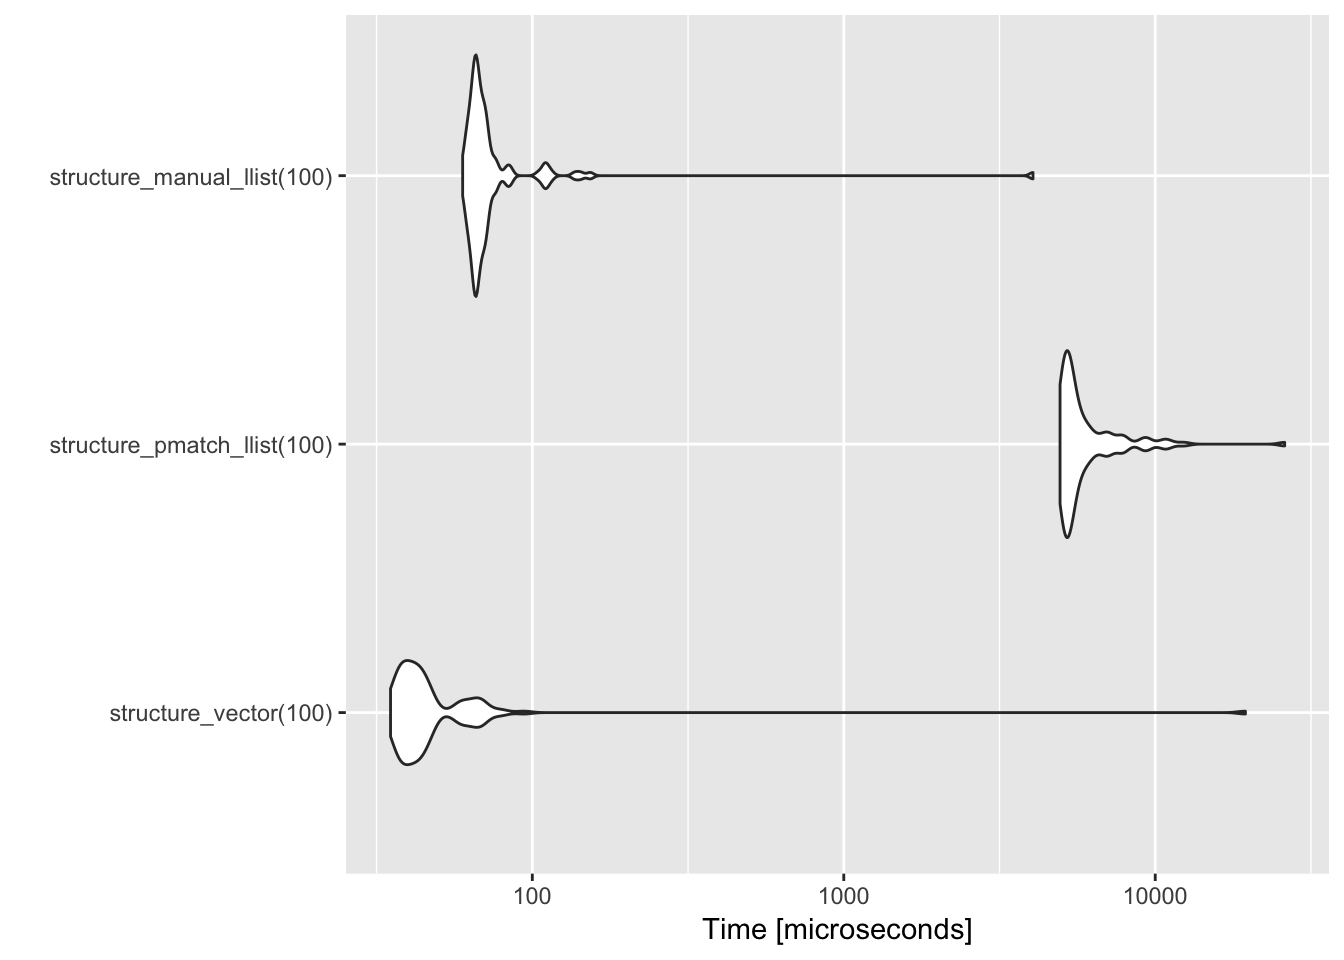 structure_manual_llist(100)
structure_pmatch_llist(100)
structure_vector(100)
100
1000
10000
Time [microseconds]